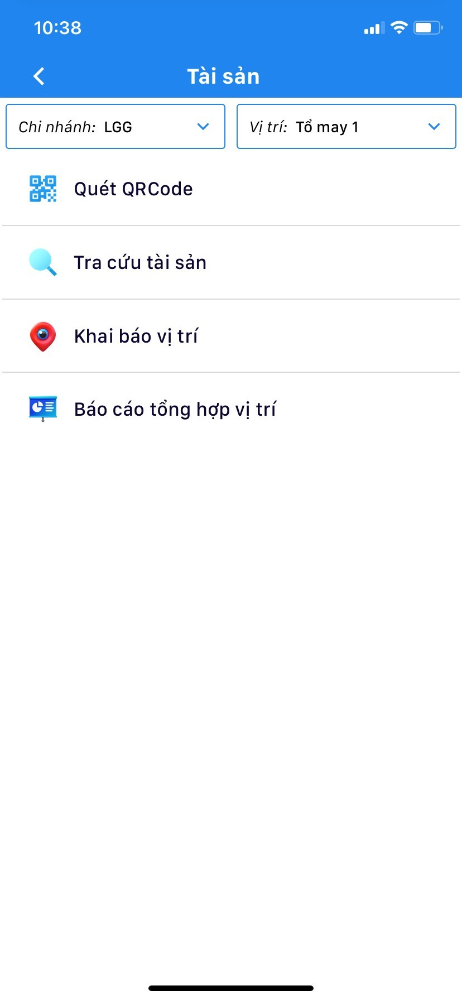 10:38
Tài sản
Chi nhánh: LGG
Vị trí: Tổ may 1
Quét QRCode
Tra cứu tài sản
Khai báo vị trí
Báo cáo tổng hợp vị trí